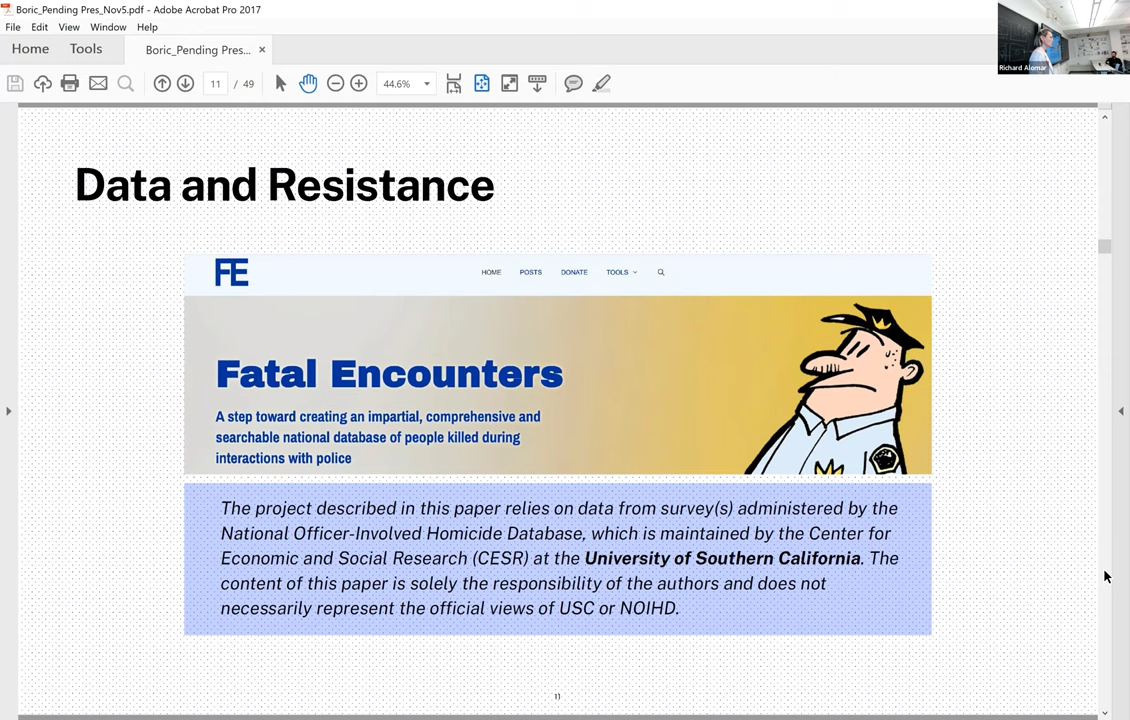 Boric_Pending Pres_Nov5.pdf - Adobe Acrobat Pro 2017
File Edit View Window Help
Home Tools Boric_Pending Pres... ×
11 / 49 44.6%
Richard Alomar
Data and Resistance
FE HOME POSTS DONATE TOOLS
Fatal Encounters
A step toward creating an impartial, comprehensive and
searchable national database of people killed during
interactions with police
The project described in this paper relies on data from survey(s) administered by the
National Officer-Involved Homicide Database, which is maintained by the Center for
Economic and Social Research (CESR) at the University of Southern California. The
content of this paper is solely the responsibility of the authors and does not
necessarily represent the official views of USC or NOIHD.
11